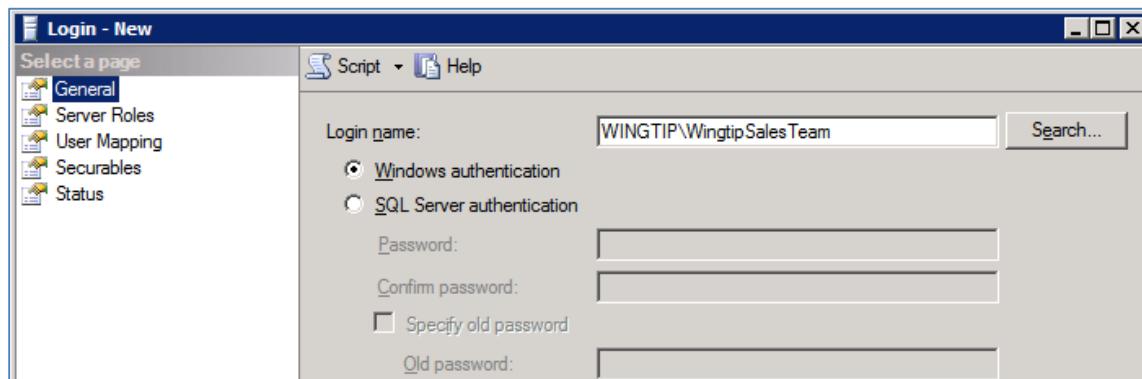 Login - New
Select a page
General
Server Roles
User Mapping
Securables
Status
Script Help
Login name: WINGTIP\WingtipSalesTeam Search...
Windows authentication
SQL Server authentication
Password:
Confirm password:
Specify old password
Old password: